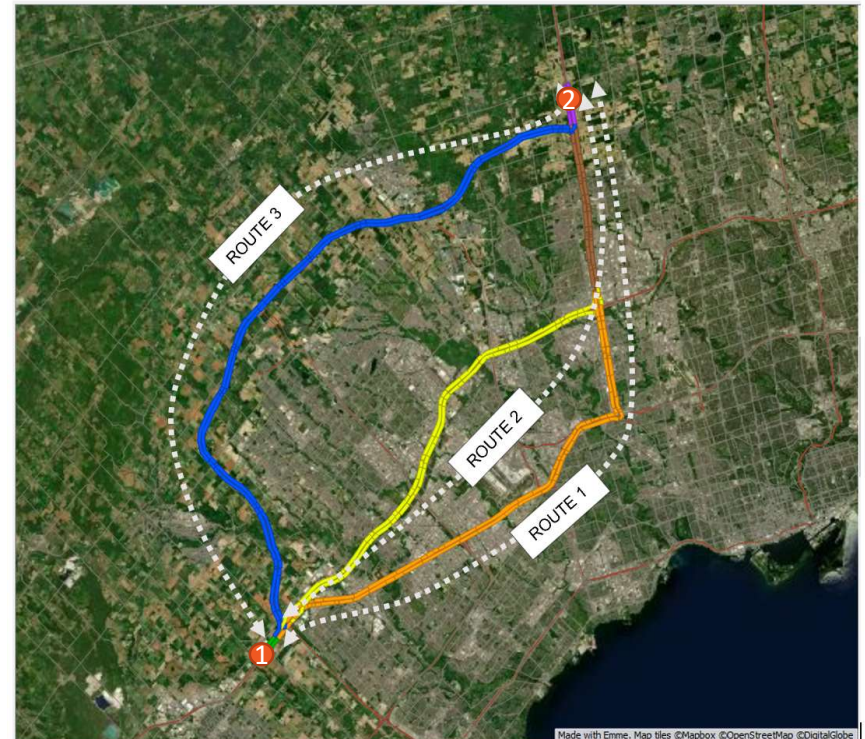 2
ROUTE 3
ROUTE 2
ROUTE 1
1
Made with Emme. Map tiles ©Mapbox ©OpenStreetMap ©DigitalGlobe